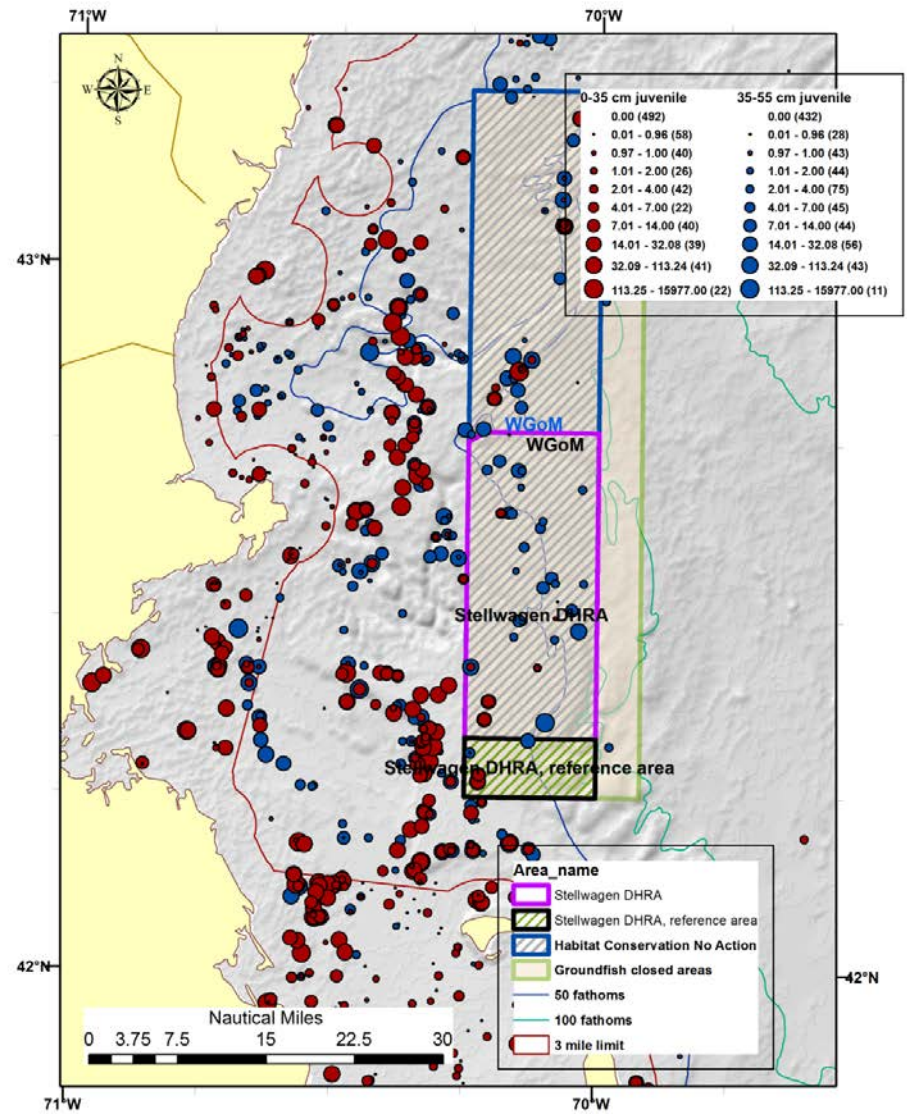 71°W 70°W
N
W E
S
0-35 cm juvenile 35-55 cm juvenile
0.00 (492) 0.00 (432)
0.01 - 0.96 (58) 0.01 - 0.96 (28)
0.97 - 1.00 (40) 0.97 - 1.00 (43)
1.01 - 2.00 (26) 1.01 - 2.00 (44)
2.01 - 4.00 (42) 2.01 - 4.00 (75)
4.01 - 7.00 (22) 4.01 - 7.00 (45)
7.01 - 14.00 (40) 7.01 - 14.00 (44)
14.01 - 32.08 (39) 14.01 - 32.08 (56)
32.09 - 113.24 (41) 32.09 - 113.24 (43)
113.25 - 15977.00 (22) 113.25 - 15977.00 (11)
43°N
WGoM
WGoM
Stellwagen DHRA
Stellwagen DHRA, reference area
Area_name
Stellwagen DHRA
Stellwagen DHRA, reference area
Habitat Conservation No Action
Groundfish closed areas
50 fathoms
100 fathoms
3 mile limit
42°N 42°N
Nautical Miles
0 3.75 7.5 15 22.5 30
71°W 70°W